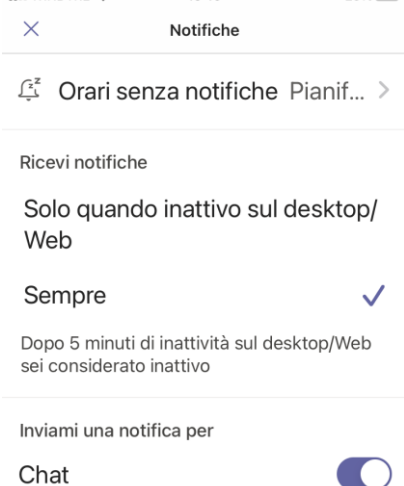 Notifiche
Orari senza notifiche Pianif... >
Ricevi notifiche
Solo quando inattivo sul desktop/
Web
Sempre
Dopo 5 minuti di inattività sul desktop/Web
sei considerato inattivo
Inviami una notifica per
Chat